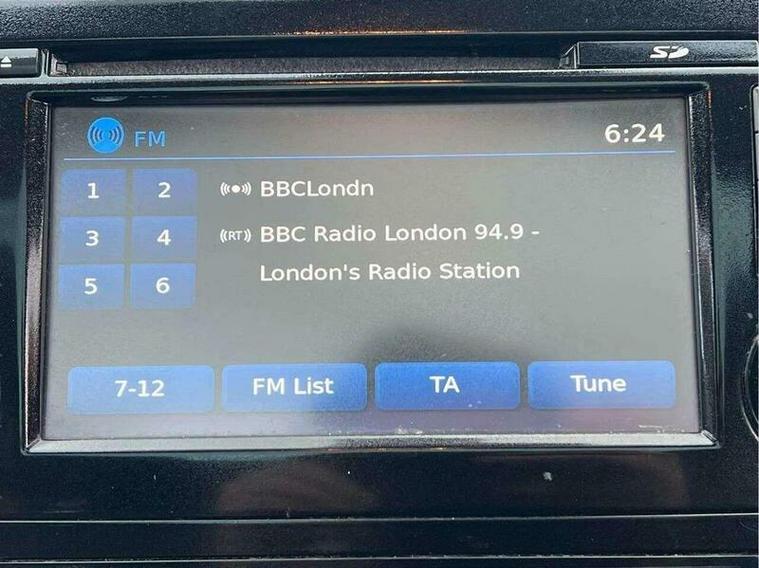 SD
FM
6:24
1 2
BBCLondn
3 4
RT BBC Radio London 94.9 -
London's Radio Station
5 6
7-12 FM List TA Tune